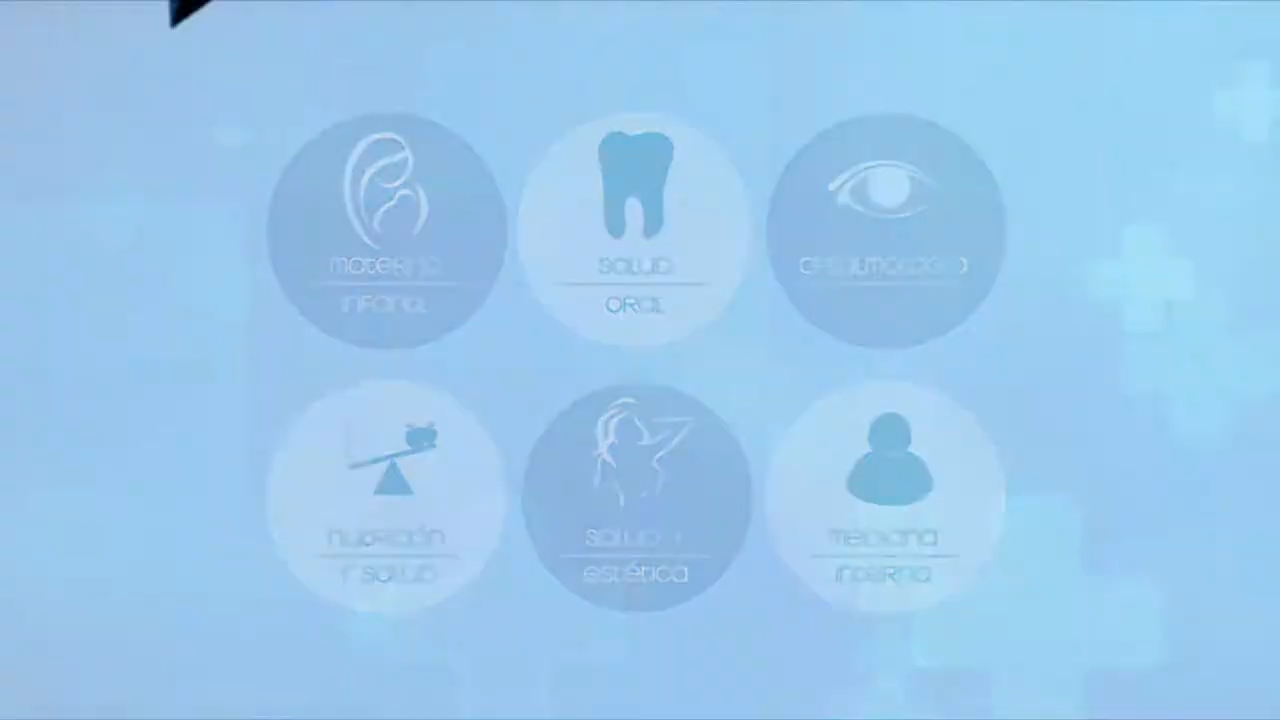 materno
infantil
salud
oral
oftalmología
nutrición
y salud
salud y
estética
medicina
interna